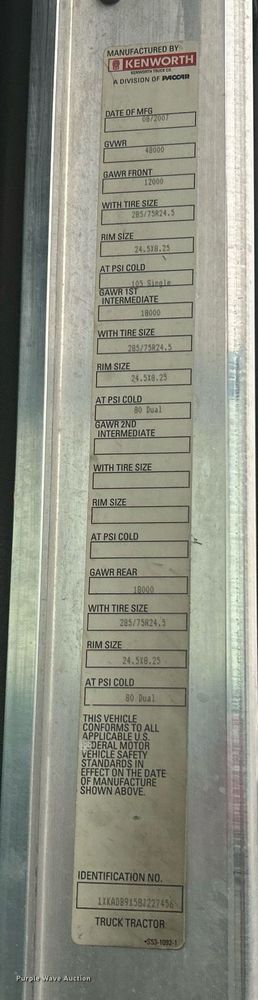 MANUFACTURED BY
KENWORTH
KENWORTH TRUCK CO
A DIVISION OF PACCAR
DATE OF MFG
08/2007
GVWR
48000
GAWR FRONT
12000
WITH TIRE SIZE
285/75R24.5
RIM SIZE
24.5X8.25
AT PSI COLD
105 Single
GAWR 1ST
INTERMEDIATE
18000
WITH TIRE SIZE
285/75R24.5
RIM SIZE
24.5X8.25
AT PSI COLD
80 Dual
GAWR 2ND
INTERMEDIATE
WITH TIRE SIZE
RIM SIZE
AT PSI COLD
GAWR REAR
18000
WITH TIRE SIZE
285/75R24.5
RIM SIZE
24.5X8.25
AT PSI COLD
80 Dual
THIS VEHICLE
CONFORMS TO ALL
APPLICABLE U.S.
DERAL MOTOR
VEHICLE SAFETY
STANDARDS IN
EFFECT ON THE DATE
OF MANUFACTURE
SHOWN ABOVE.
IDENTIFICATION NO.
TRUCK TRACTOR
•S53-1092-1
Purple Wave Auction